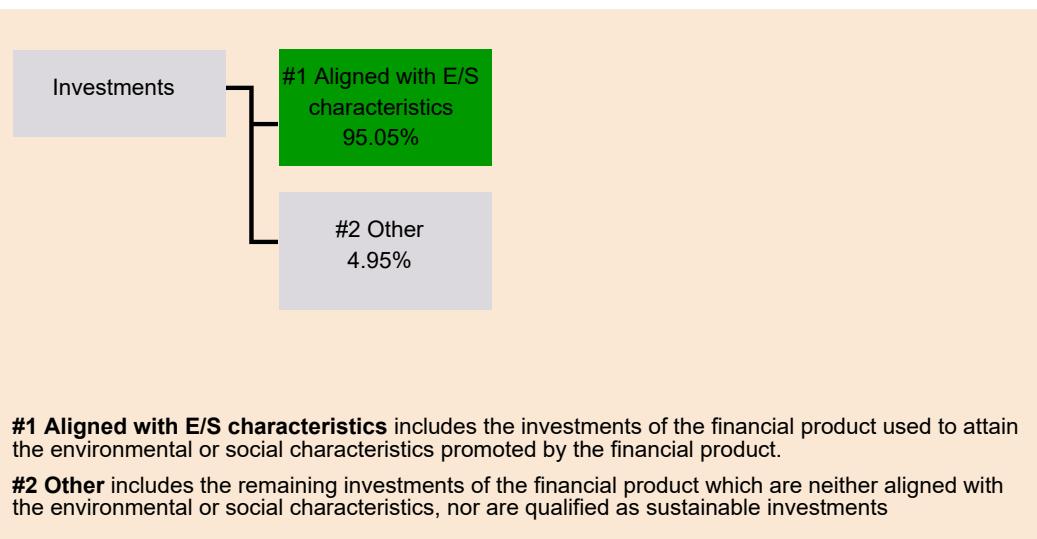 Investments
#1 Aligned with E/S
characteristics
95.05%
#2 Other
4.95%
#1 Aligned with E/S characteristics includes the investments of the financial product used to attain
the environmental or social characteristics promoted by the financial product.
#2 Other includes the remaining investments of the financial product which are neither aligned with
the environmental or social characteristics, nor are qualified as sustainable investments